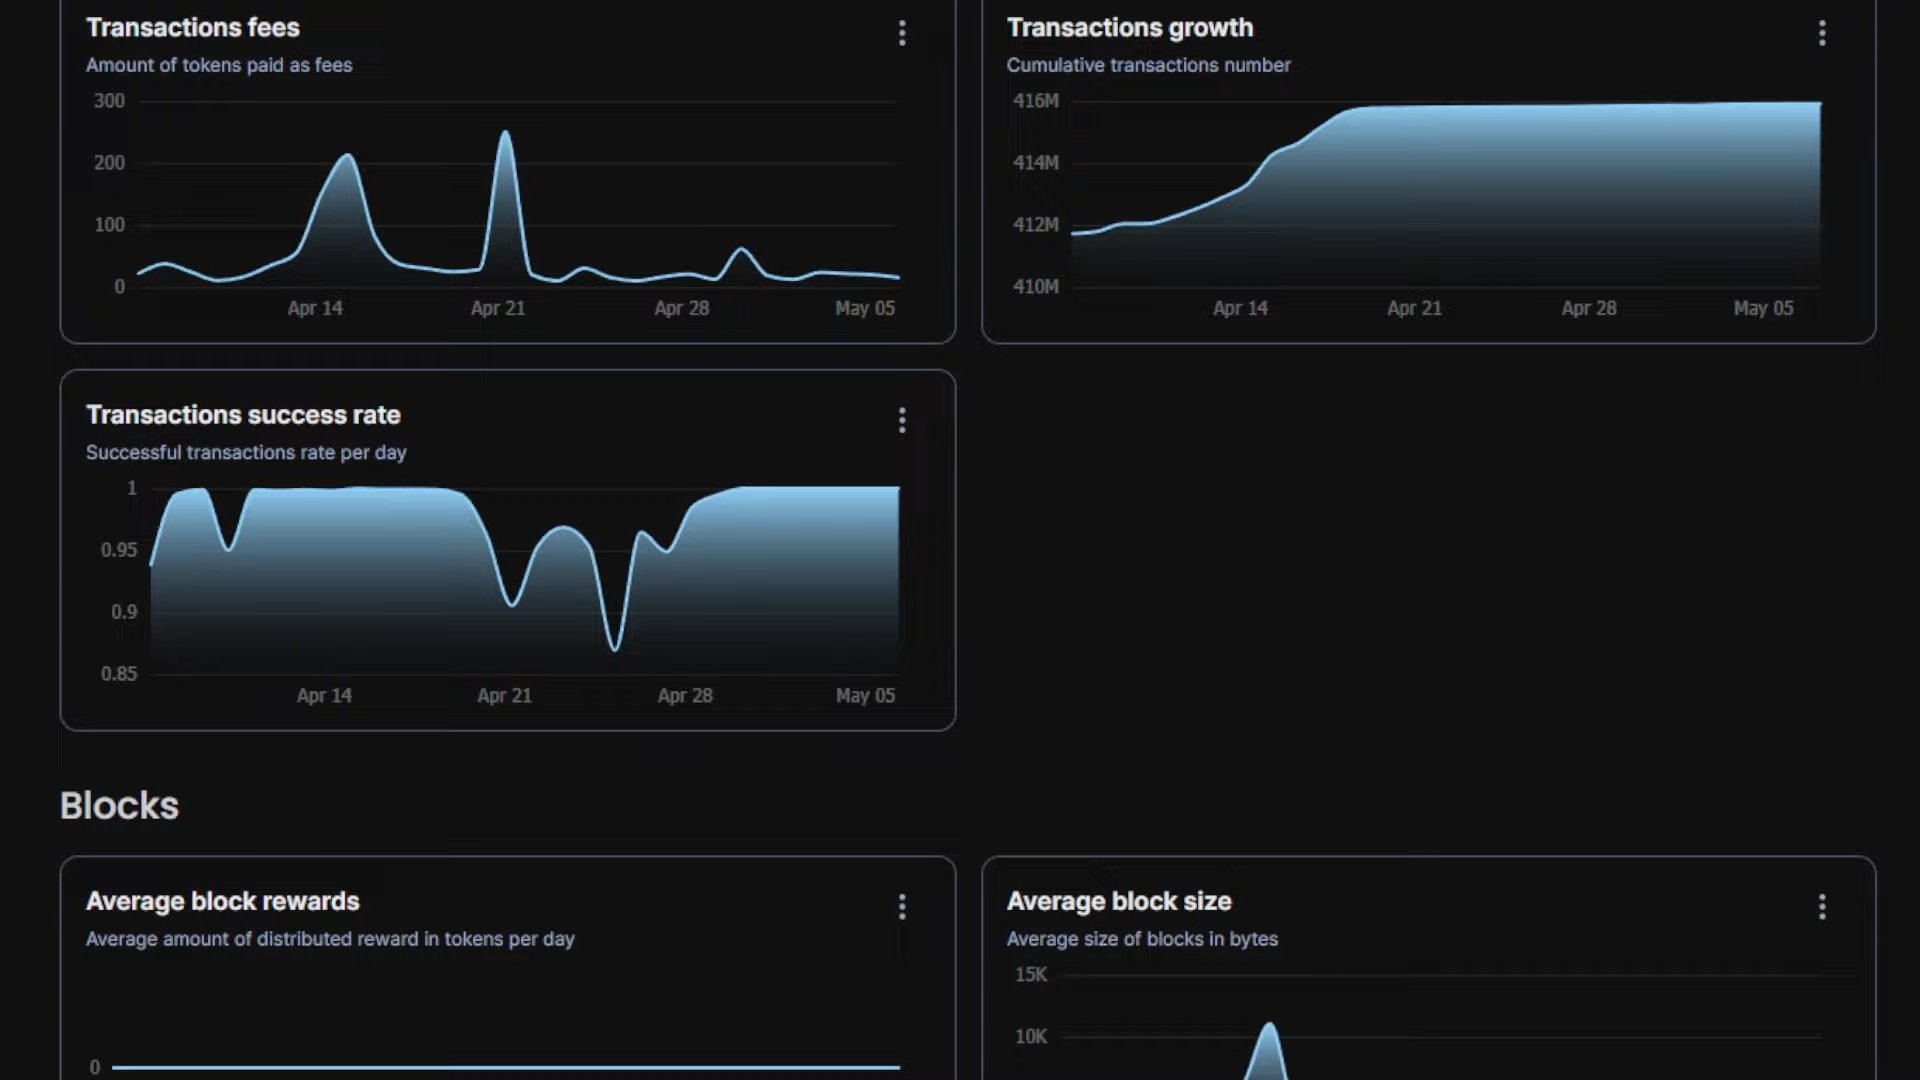 Transactions fees
Amount of tokens paid as fees
300
200
100
0
Apr 14 Apr 21 Apr 28 May 05
Transactions growth
Cumulative transactions number
416M
414M
412M
410M
Apr 14 Apr 21 Apr 28 May 05
Transactions success rate
Successful transactions rate per day
1
0.95
0.9
0.85
Apr 14 Apr 21 Apr 28 May 05
Blocks
Average block rewards
Average amount of distributed reward in tokens per day
0
Average block size
Average size of blocks in bytes
15K
10K